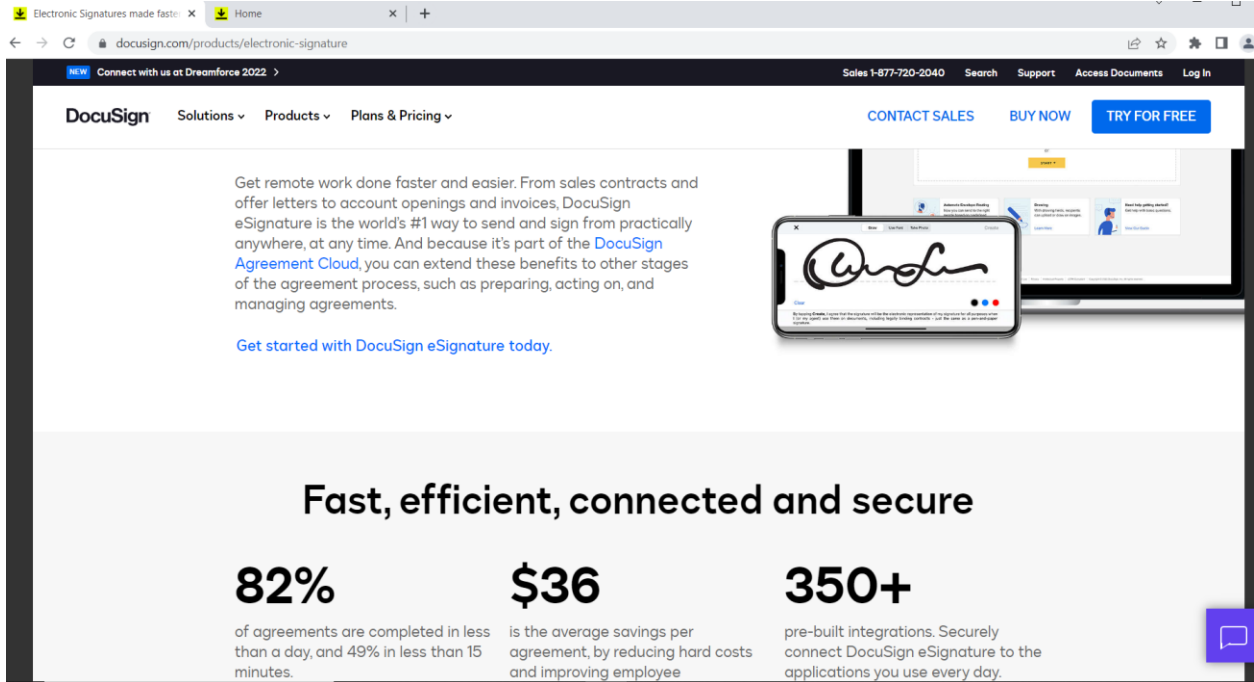 Electronic Signatures made faste
Home
docusign.com/products/electronic-signature
NEW Connect with us at Dreamforce 2022 >
Sales 1-877-720-2040 Search Support Access Documents Log In
DocuSign Solutions Products Plans & Pricing CONTACT SALES BUY NOW TRY FOR FREE
Get remote work done faster and easier. From sales contracts and
offer letters to account openings and invoices, DocuSign
eSignature is the world's #1 way to send and sign from practically
anywhere, at any time. And because it's part of the DocuSign
Agreement Cloud, you can extend these benefits to other stages
of the agreement process, such as preparing, acting on, and
managing agreements.
Get started with DocuSign eSignature today.
Need help getting started?
Clear
Create
Fast, efficient, connected and secure
82%
of agreements are completed in less
than a day, and 49% in less than 15
minutes.
$36
is the average savings per
agreement, by reducing hard costs
and improving employee
350+
pre-built integrations. Securely
connect DocuSign eSignature to the
applications you use every day.